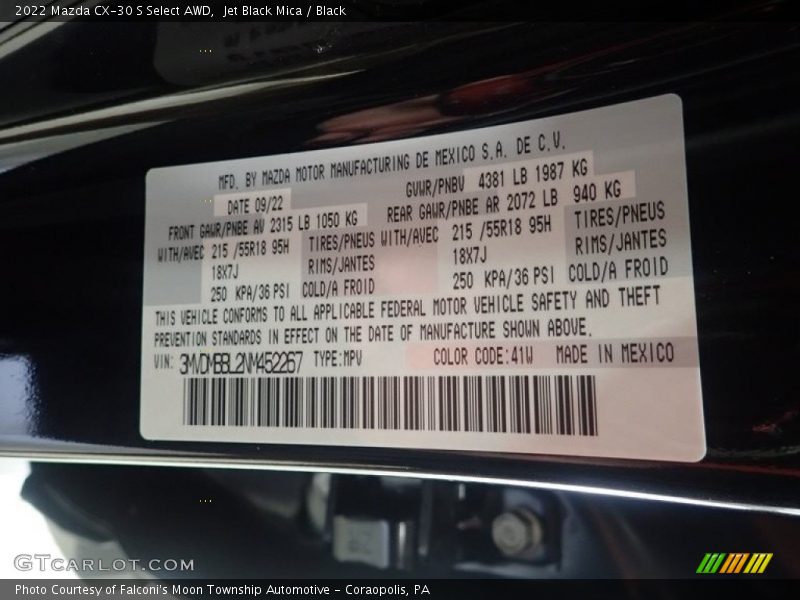 2022 Mazda CX-30 S Select AWD, Jet Black Mica / Black
MFD. BY MAZDA MOTOR MANUFACTURING DE MEXICO S.A. DE C.V.
DATE 09/22 GVWR/PNBV 4381 LB 1987 KG
FRONT GAWR/PNBE AV 2315 LB 1050 KG REAR GAWR/PNBE AR 2072 LB 940 KG
WITH/AVEC 215 /55R18 95H TIRES/PNEUS WITH/AVEC 215 /55R18 95H TIRES/PNEUS
18X7J RIMS/JANTES 18X7J RIMS/JANTES
250 KPA/36 PSI COLD/A FROID 250 KPA/36 PSI COLD/A FROID
THIS VEHICLE CONFORMS TO ALL APPLICABLE FEDERAL MOTOR VEHICLE SAFETY AND THEFT
PREVENTION STANDARDS IN EFFECT ON THE DATE OF MANUFACTURE SHOWN ABOVE.
VIN: 3MVDMBBL2NM452267 TYPE:MPV COLOR CODE:41W MADE IN MEXICO
GTCARLOT.COM
Photo Courtesy of Falconi's Moon Township Automotive - Coraopolis, PA